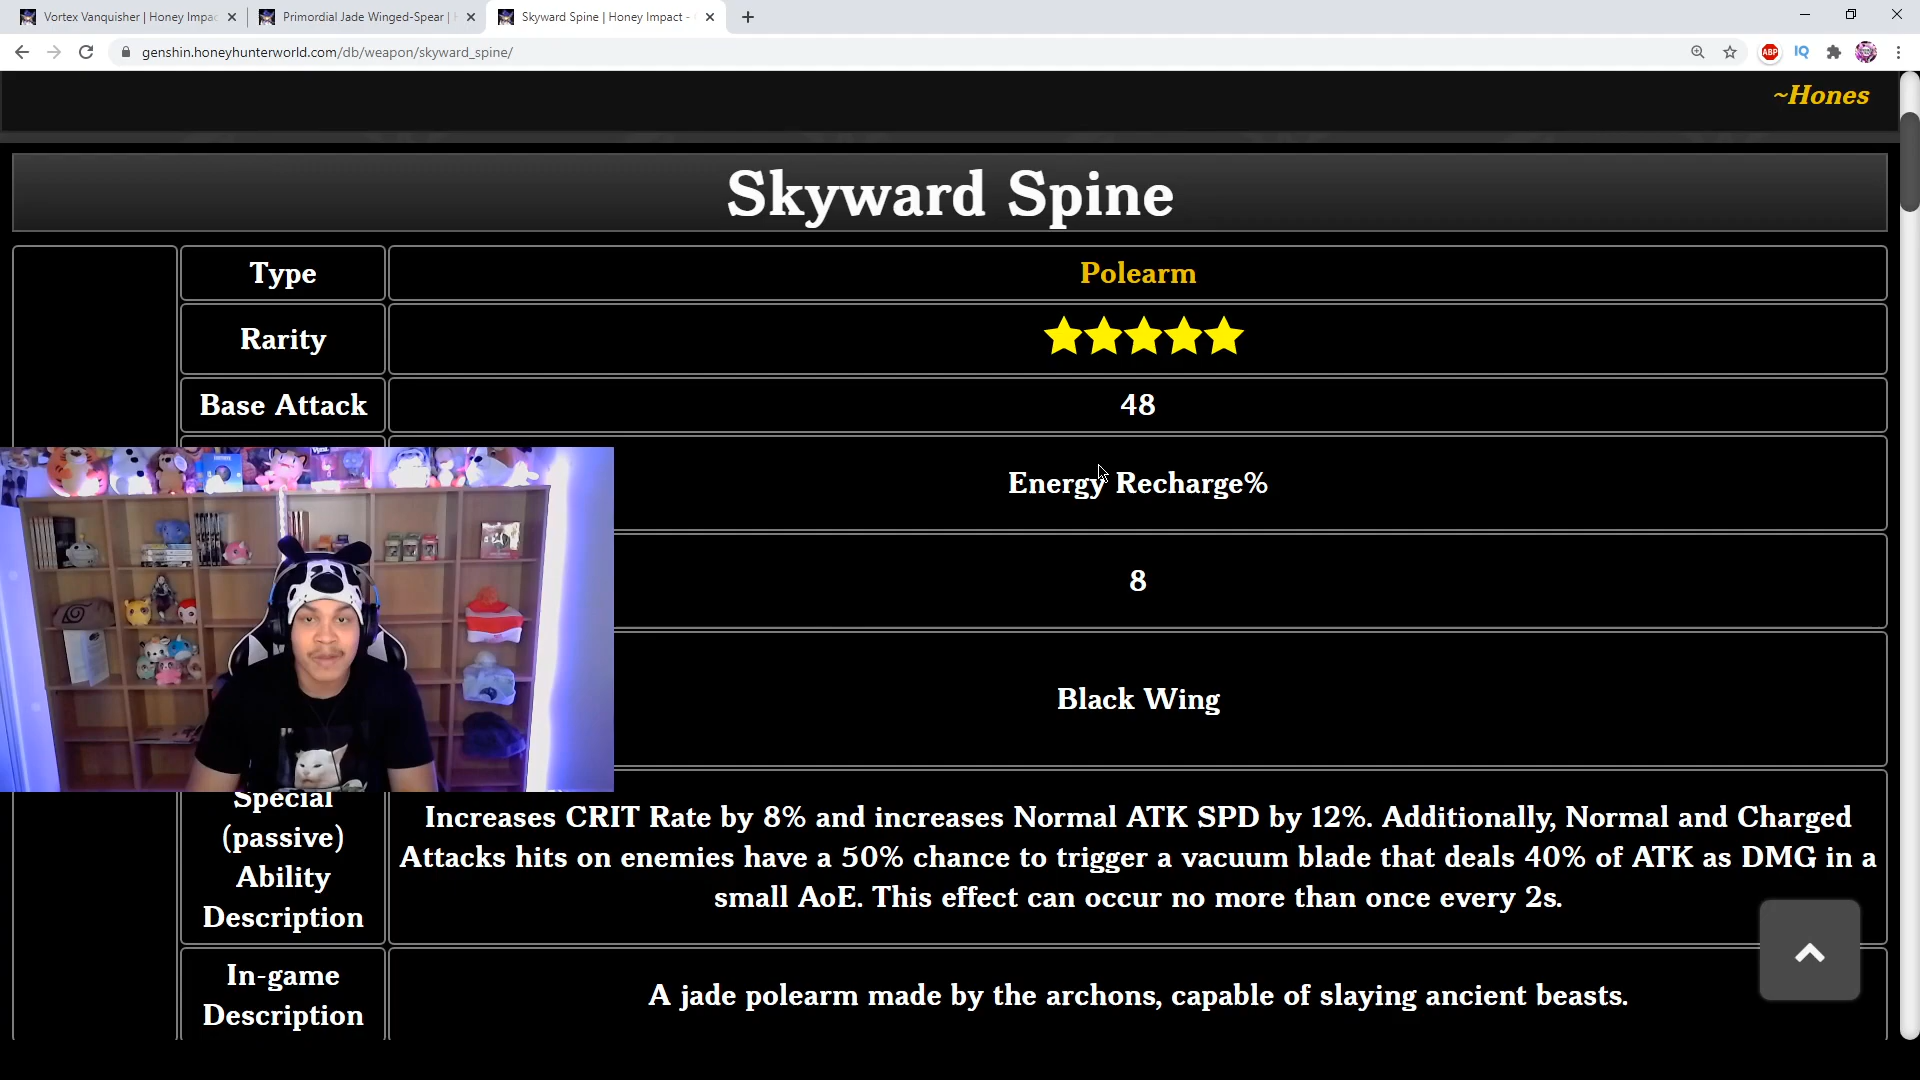 Vortex Vanquisher | Honey Impac
Primordial Jade Winged-Spear |
Skyward Spine | Honey Impact -
genshin.honeyhunterworld.com/db/weapon/skyward_spine/
ABP
IQ
~Hones
Skyward Spine
Type
Polearm
Rarity
Base Attack
48
Energy Recharge%
8
Black Wing
Special
(passive)
Ability
Description
Increases CRIT Rate by 8% and increases Normal ATK SPD by 12%. Additionally, Normal and Charged
Attacks hits on enemies have a 50% chance to trigger a vacuum blade that deals 40% of ATK as DMG in a
small AoE. This effect can occur no more than once every 2s.
In-game
Description
A jade polearm made by the archons, capable of slaying ancient beasts.